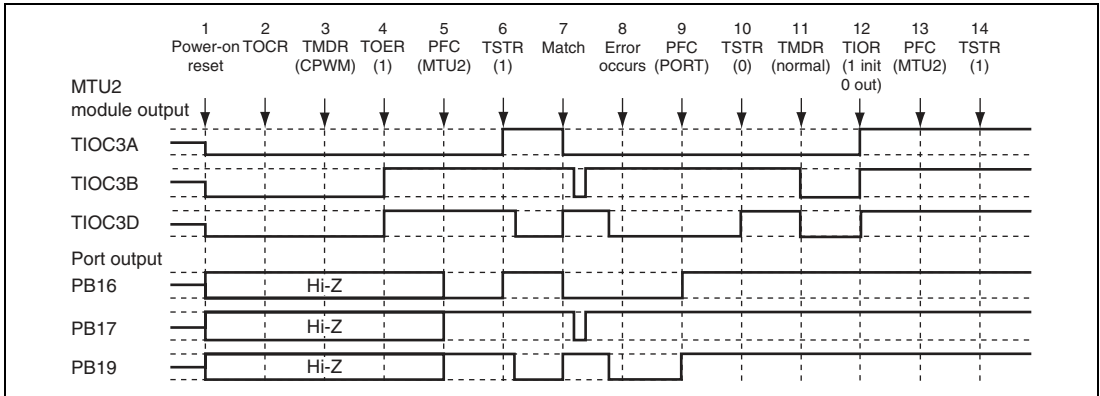 1 2 3 4 5 6 7 8 9 10 11 12 13 14
Power-on TOCR TMDR TOER PFC TSTR Match Error PFC TSTR TMDR TIOR PFC TSTR
reset (CPWM) (1) (MTU2) (1) occurs (PORT) (0) (normal) (1 init (MTU2) (1)
0 out)
MTU2
module output
TIOC3A
TIOC3B
TIOC3D
Port output
PB16 Hi-Z
PB17 Hi-Z
PB19 Hi-Z